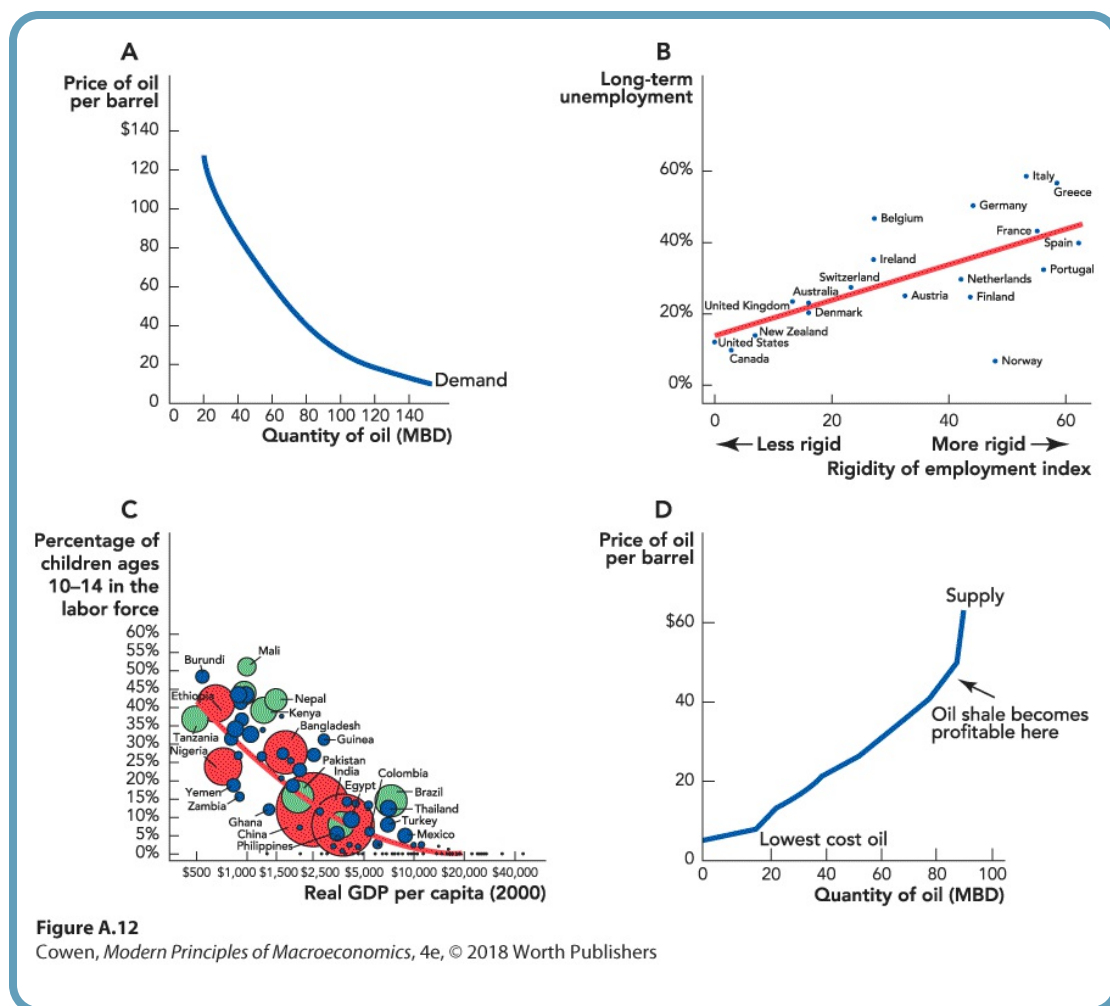 A
Price of oil
per barrel
$140
120
100
80
60
40
20
0
Demand
0 20 40 60 80 100 120 140
Quantity of oil (MBD)
B
Long-term
unemployment
60%
40%
20%
0%
Italy
Greece
Germany
Belgium
France
Spain
Ireland
Portugal
Switzerland
Netherlands
Australia
Austria
Finland
United Kingdom
Denmark
New Zealand
United States
Canada
Norway
0 20 40 60
Less rigid More rigid
Rigidity of employment index
C
Percentage of
children ages
10–14 in the
labor force
60%
55%
50%
45%
40%
35%
30%
25%
20%
15%
10%
5%
0%
Mali
Burundi
Ethiopia
Nepal
Kenya
Tanzania
Bangladesh
Guinea
Nigeria
Pakistan
India
Colombia
Egypt
Yemen
Brazil
Zambia
Thailand
Ghana
Turkey
China
Mexico
Philippines
$500 $1,000 $1,500 $2,500 $5,000 $10,000 $20,000 $40,000
Real GDP per capita (2000)
D
Price of oil
per barrel
Supply
$60
40
20
0
Oil shale becomes
profitable here
Lowest cost oil
0 20 40 60 80 100
Quantity of oil (MBD)
Figure A.12
Cowen, Modern Principles of Macroeconomics, 4e, © 2018 Worth Publishers